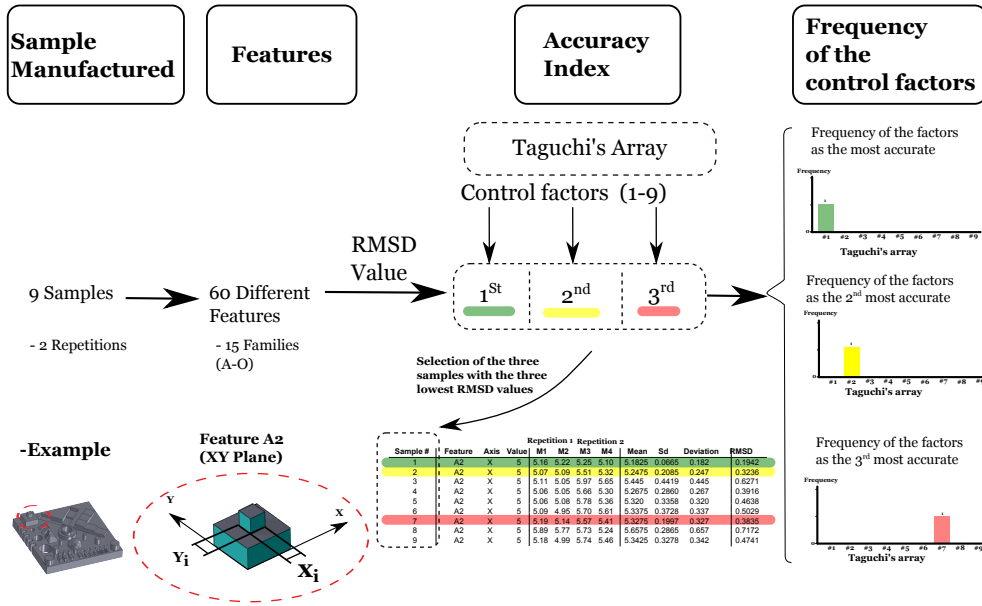 Sample
Manufactured
Features
Accuracy
Index
Frequency
of the
control factors
Taguchi's Array
Control factors (1-9)
RMSD
Value
9 Samples
- 2 Repetitions
60 Different
Features
- 15 Families
(A-O)
1St
2nd
3rd
Selection of the three
samples with the three
lowest RMSD values
Frequency of the factors
as the most accurate
Frequency
1
0
#1 #2 #3 #4 #5 #6 #7 #8 #9
Taguchi's array
Frequency of the factors
as the 2nd most accurate
Frequency
1
0
#1 #2 #3 #4 #5 #6 #7 #8 #9
Taguchi's array
Frequency of the factors
as the 3rd most accurate
Frequency
1
0
#1 #2 #3 #4 #5 #6 #7 #8 #9
Taguchi's array
-Example
Feature A2
(XY Plane)
Y
X
Yi
Xi
Repetition 1 Repetition 2
Sample # Feature Axis Value M1 M2 M3 M4 Mean Sd Deviation RMSD
1 A2 X 5 5.16 5.22 5.25 5.10 5.1825 0.0665 0.182 0.1942
2 A2 X 5 5.07 5.09 5.51 5.32 5.2475 0.2085 0.247 0.3236
3 A2 X 5 5.11 5.05 5.97 5.65 5.445 0.4419 0.445 0.6271
4 A2 X 5 5.06 5.05 5.66 5.30 5.2675 0.2860 0.267 0.3916
5 A2 X 5 5.06 5.08 5.78 5.36 5.320 0.3358 0.320 0.4638
6 A2 X 5 5.09 4.95 5.70 5.61 5.3375 0.3728 0.337 0.5029
7 A2 X 5 5.19 5.14 5.57 5.41 5.3275 0.1997 0.327 0.3835
8 A2 X 5 5.89 5.77 5.73 5.24 5.6575 0.2865 0.657 0.7172
9 A2 X 5 5.18 4.99 5.74 5.46 5.3425 0.3278 0.342 0.4741